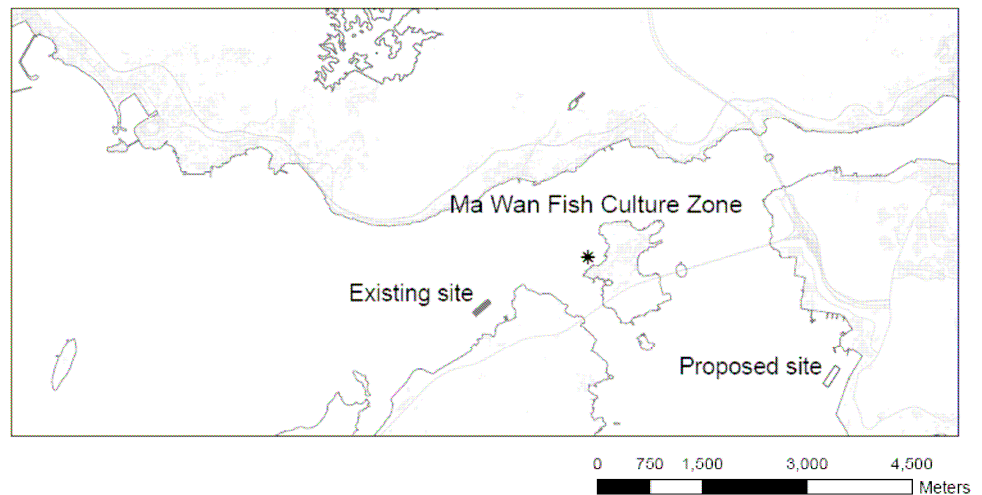 Ma Wan Fish Culture Zone
Existing site
Proposed site
0 750 1,500 3,000 4,500
Meters